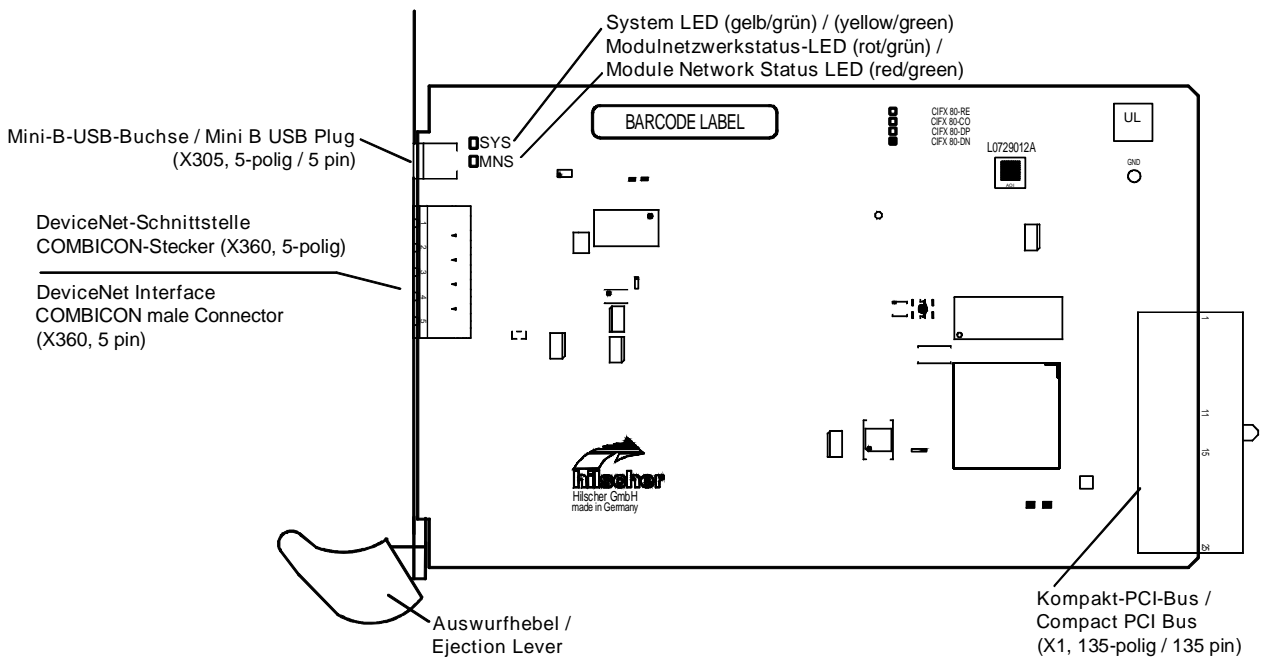 System LED (gelb/grün) / (yellow/green)
Modulnetzwerkstatus-LED (rot/grün) /
Module Network Status LED (red/green)
Mini-B-USB-Buchse / Mini B USB Plug
(X305, 5-polig / 5 pin)
SYS
MNS
BARCODE LABEL
CIFX 80-RE
CIFX 80-CO
CIFX 80-DP
CIFX 80-DN
UL
L0729012A
GND
DeviceNet-Schnittstelle
COMBICON-Stecker (X360, 5-polig)
DeviceNet Interface
COMBICON male Connector
(X360, 5 pin)
1
2
3
4
5
1
11
15
25
hilscher
Hilscher GmbH
made in Germany
Auswurfhebel /
Ejection Lever
Kompakt-PCI-Bus /
Compact PCI Bus
(X1, 135-polig / 135 pin)